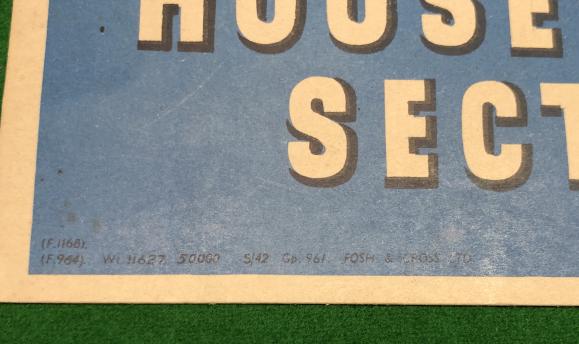 HOUSE
SECT
(F.1168).
(F.964). Wt. 11627. 50000 5/42 Gp. 961. FOSH & CROSS LTD.